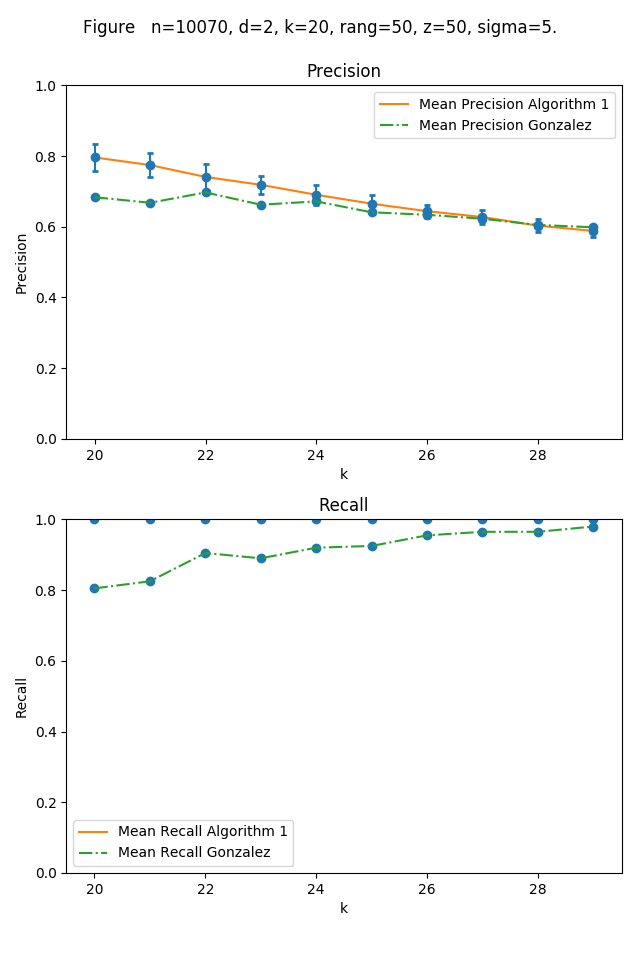 Figure   n=10070, d=2, k=20, rang=50, z=50, sigma=5.
Precision
1.0
Mean Precision Algorithm 1
Mean Precision Gonzalez
0.8
0.6
Precision
0.4
0.2
0.0
20 22 24 26 28
k
Recall
1.0
0.8
0.6
Recall
0.4
0.2
Mean Recall Algorithm 1
Mean Recall Gonzalez
0.0
20 22 24 26 28
k